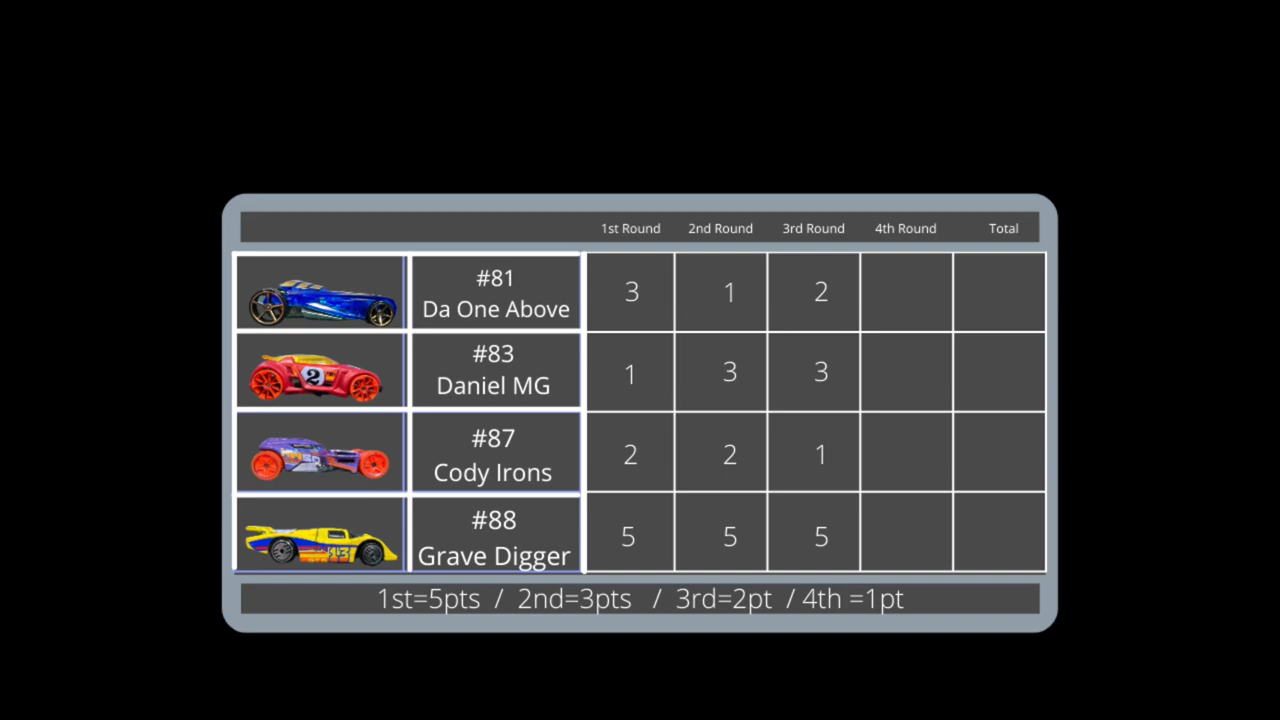 1st Round 2nd Round 3rd Round 4th Round Total
#81
Da One Above
3 1 2
2
#83
Daniel MG
1 3 3
#87
Cody Irons
2 2 1
#88
Grave Digger
5 5 5
1st=5pts / 2nd=3pts / 3rd=2pt / 4th =1pt